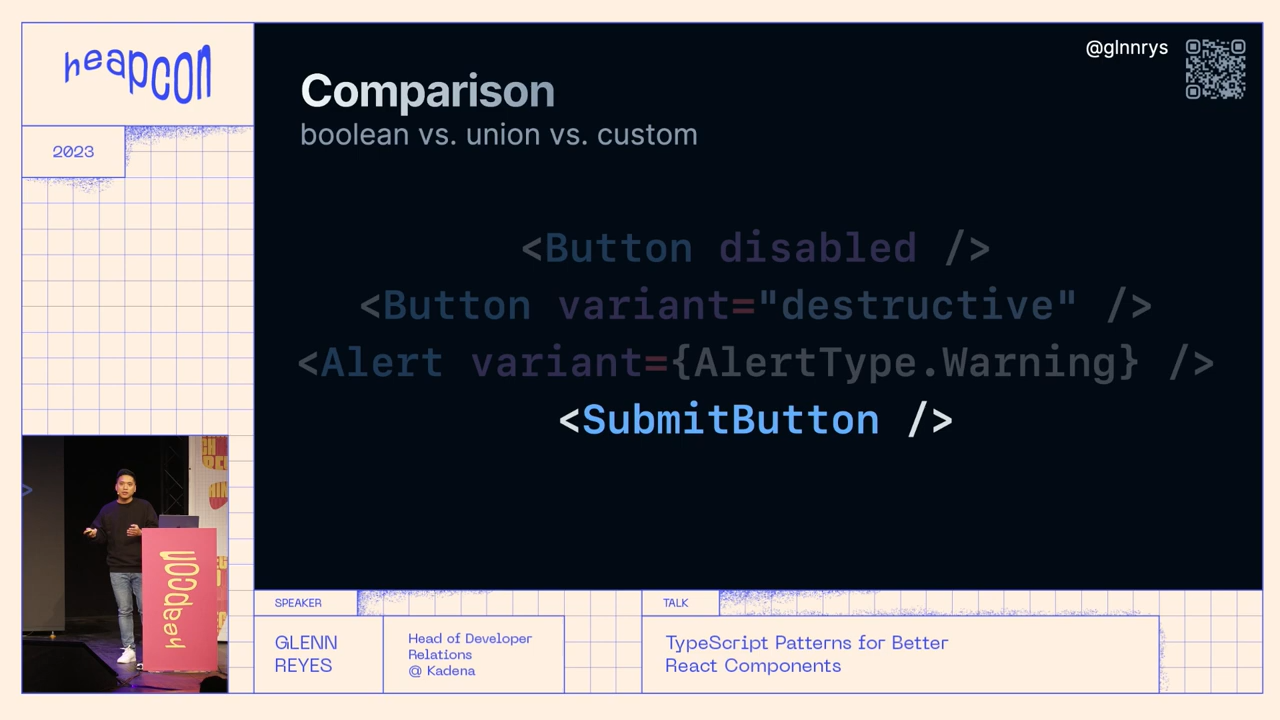 heapcon
2023
@glnnrys
Comparison
boolean vs. union vs. custom
<Button disabled />
<Button variant="destructive" />
<Alert variant={AlertType.Warning} />
<SubmitButton />
heapcon
SPEAKER
GLENN
REYES
Head of Developer
Relations
@ Kadena
TALK
TypeScript Patterns for Better
React Components